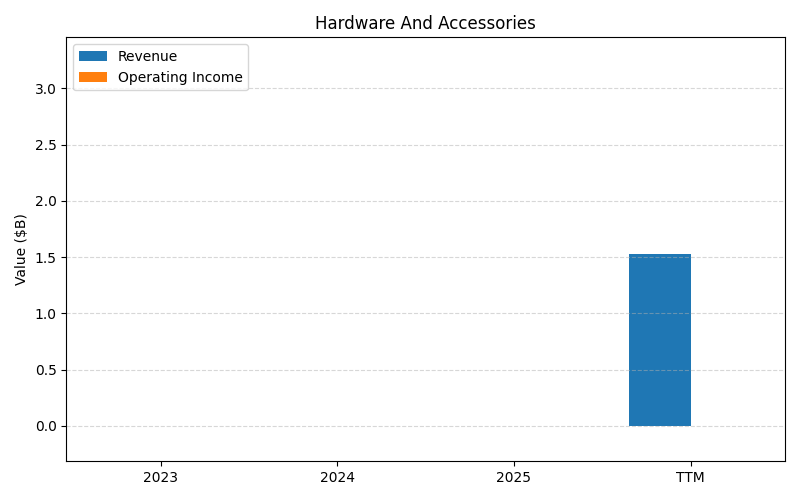 Hardware And Accessories
Revenue
Operating Income
Value ($B)
3.0
2.5
2.0
1.5
1.0
0.5
0.0
2023 2024 2025 TTM